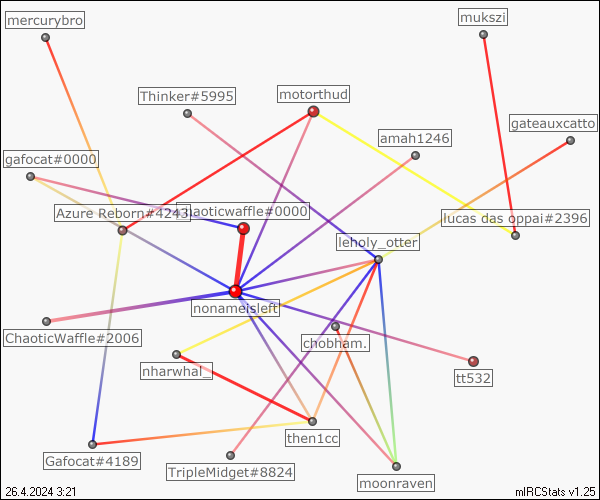 mercurybro
mukszi
Thinker#5995
motorthud
gateauxcatto
amah1246
gafocat#0000
Azure Reborn#4243
chaoticwaffle#0000
lucas das oppai#2396
leholy_otter
nonameisleft
ChaoticWaffle#2006
chobham.
nharwhal_
tt532
then1cc
Gafocat#4189
TripleMidget#8824
moonraven
26.4.2024 3:21
mIRCStats v1.25